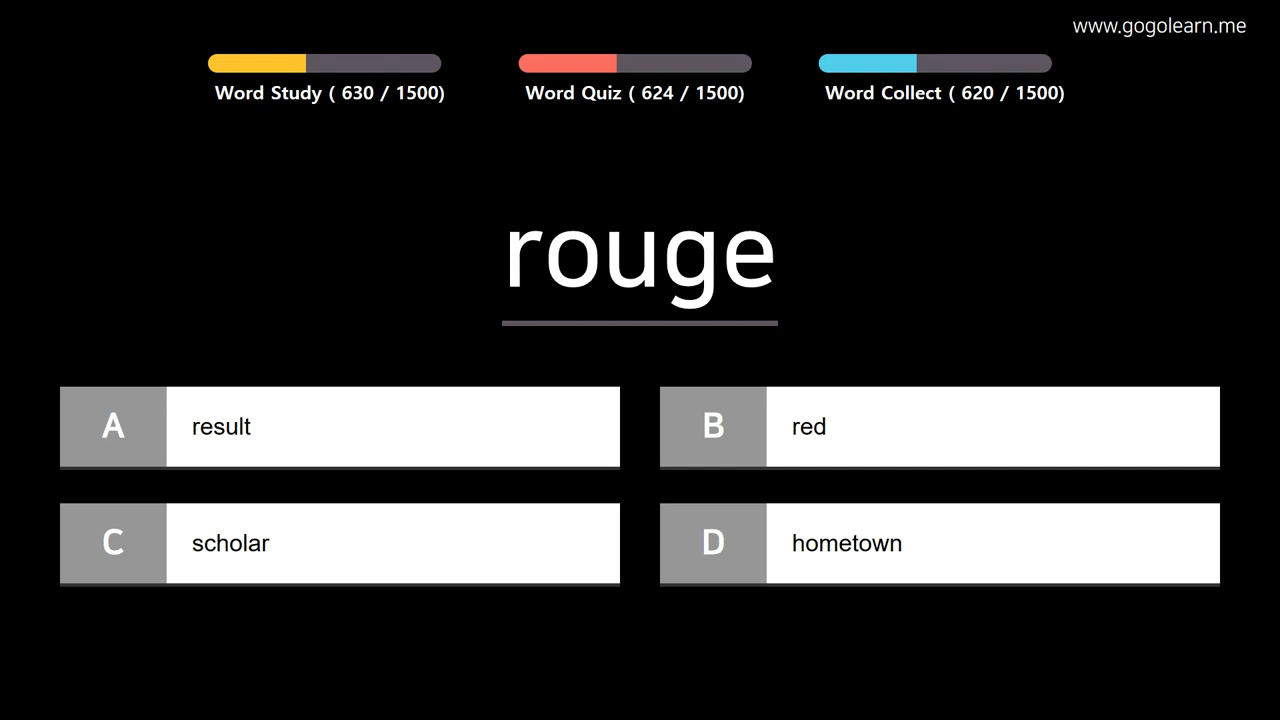 www.gogolearn.me
Word Study ( 630 / 1500)
Word Quiz ( 624 / 1500)
Word Collect ( 620 / 1500)
rouge
A result
B red
C scholar
D hometown